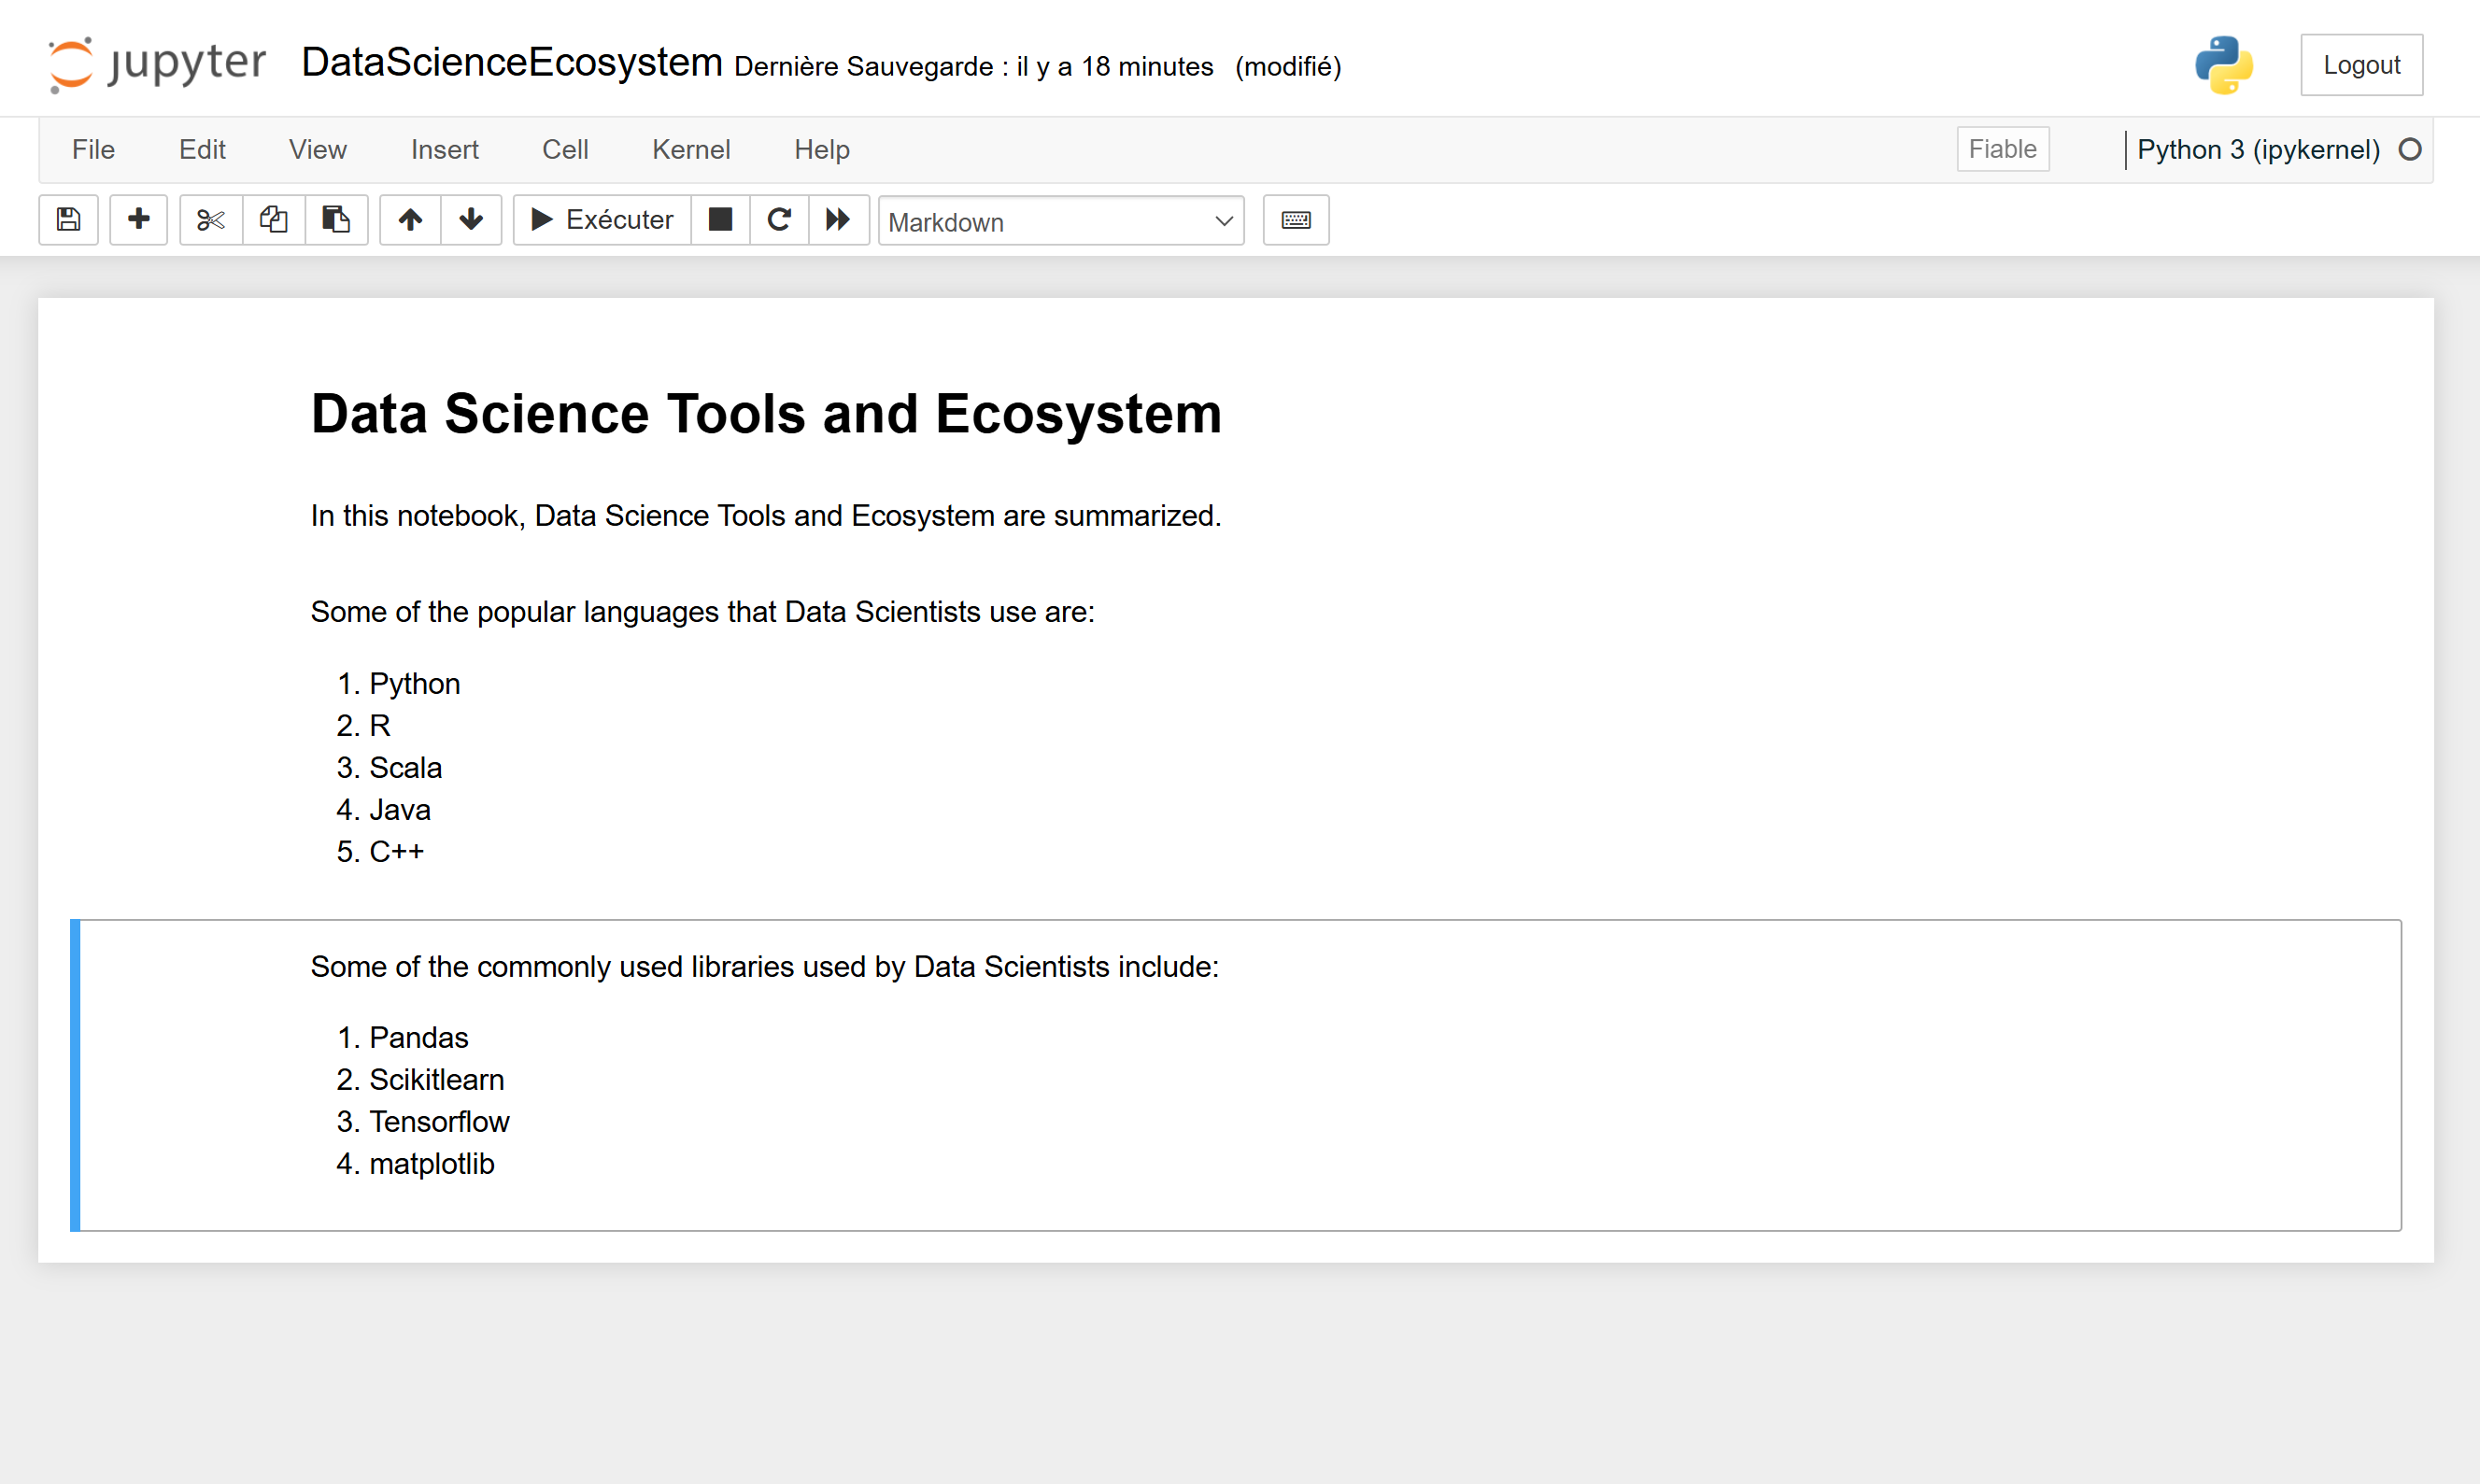 jupyter DataScienceEcosystem Dernière Sauvegarde : il y a 18 minutes (modifié) Logout
File Edit View Insert Cell Kernel Help Fiable Python 3 (ipykernel)
Exécuter Markdown
Data Science Tools and Ecosystem
In this notebook, Data Science Tools and Ecosystem are summarized.
Some of the popular languages that Data Scientists use are:
1. Python
2. R
3. Scala
4. Java
5. C++
Some of the commonly used libraries used by Data Scientists include:
1. Pandas
2. Scikitlearn
3. Tensorflow
4. matplotlib